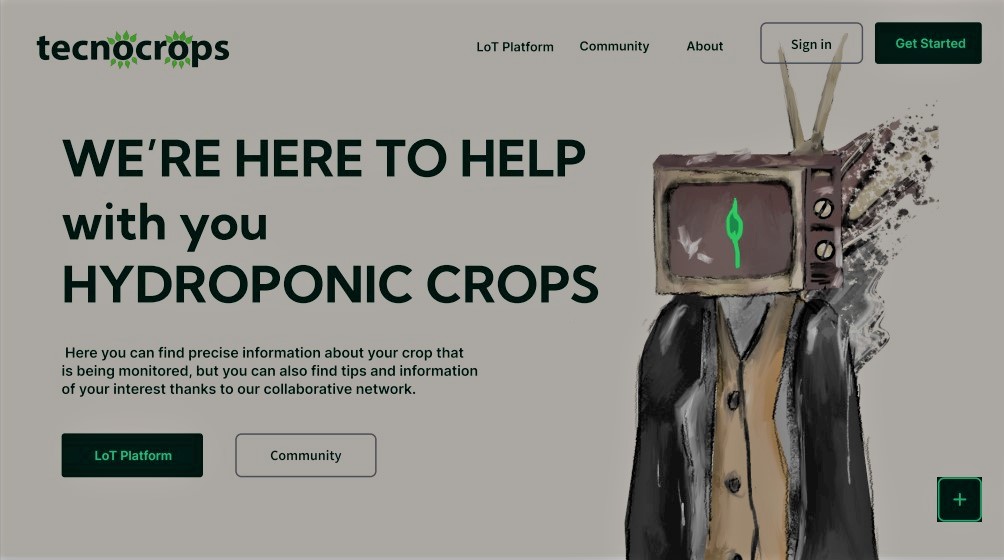 tecnocrops
LoT Platform
Community
About
Sign in
Get Started
WE’RE HERE TO HELP
with you
HYDROPONIC CROPS
Here you can find precise information about your crop that
is being monitored, but you can also find tips and information
of your interest thanks to our collaborative network.
LoT Platform
Community
+